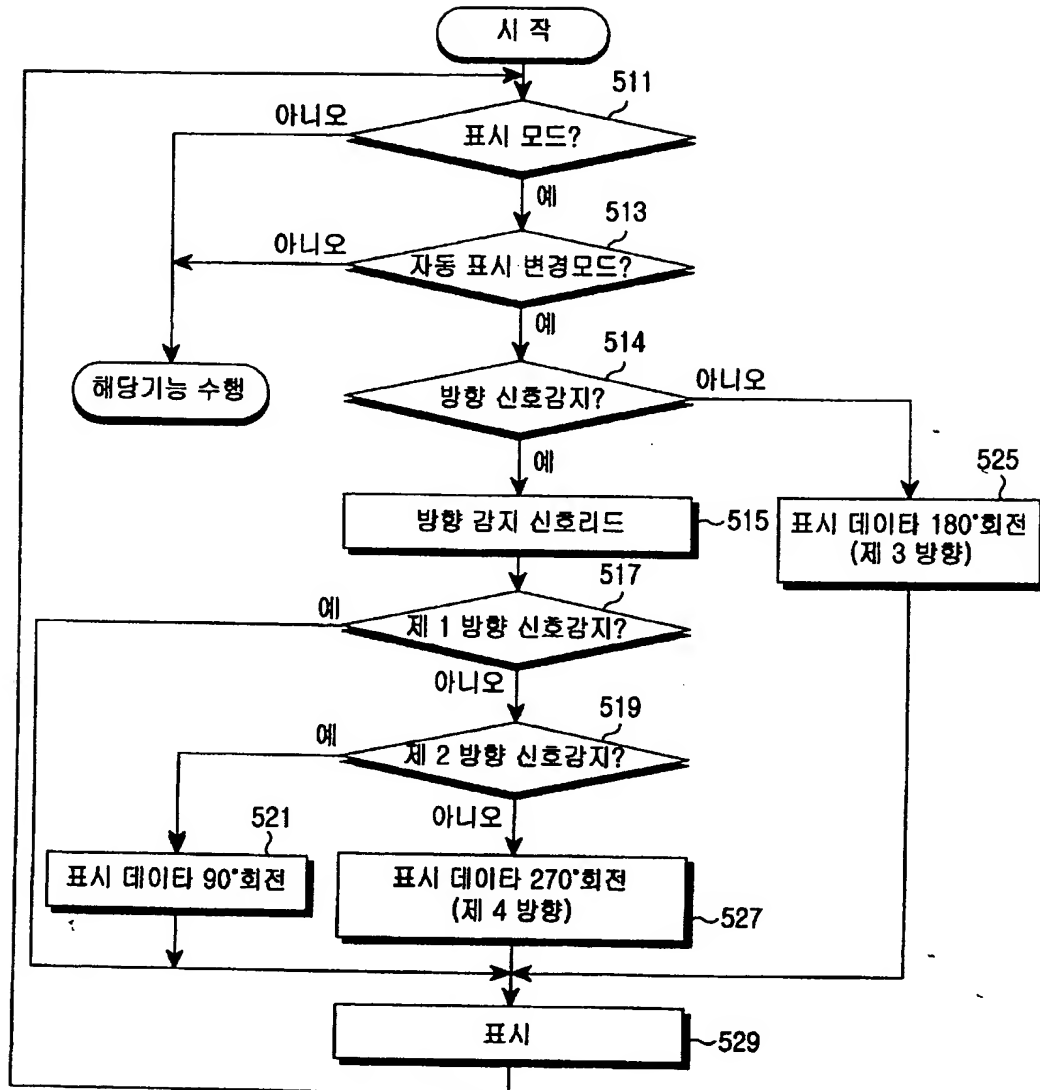 시 작
511
아니오
표시 모드?
예
513
아니오
자동 표시 변경모드?
예
514
해당기능 수행
방향 신호감지?
아니오
예
525
방향 감지 신호리드
515
표시 데이타 180°회전
(제 3 방향)
517
예
제 1 방향 신호감지?
아니오
519
예
제 2 방향 신호감지?
아니오
521
표시 데이타 90°회전
표시 데이타 270°회전
(제 4 방향)
527
표시
529